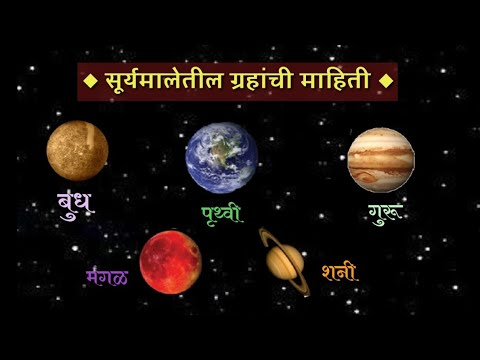 ◆ सूर्यमालेतील ग्रहांची माहिती ◆
बुध
पृथ्वी
गुरू
मंगळ
शनी